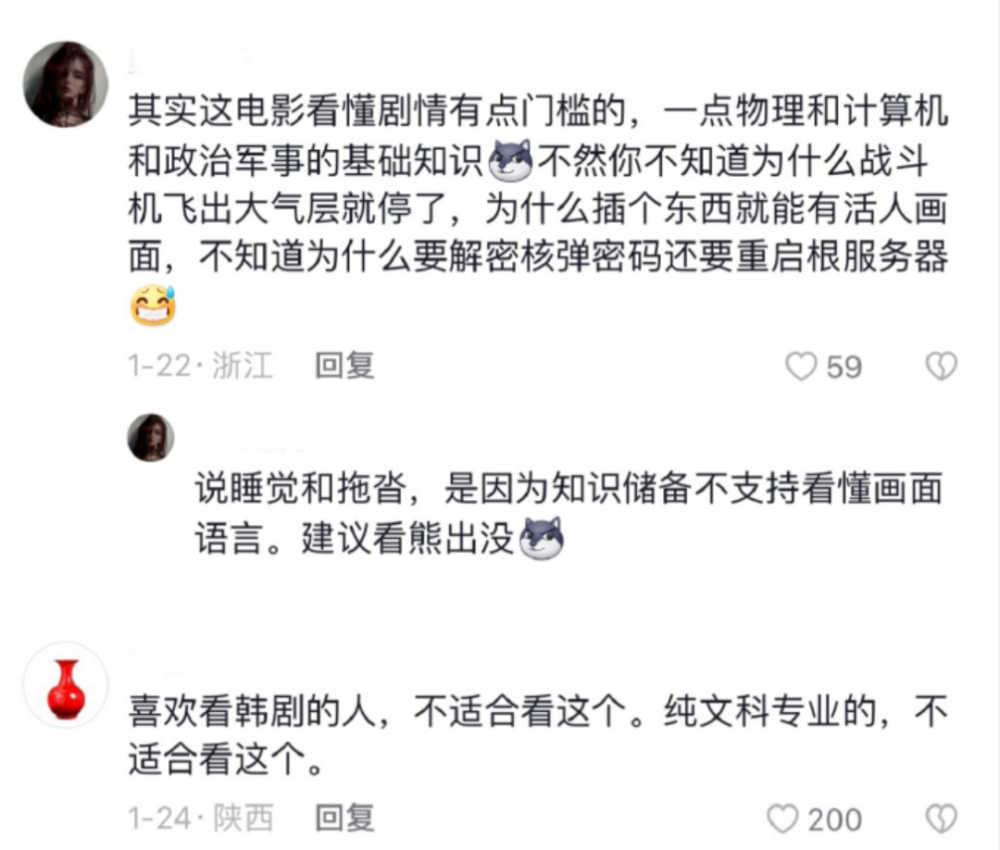 其实这电影看懂剧情有点门槛的，一点物理和计算机
和政治军事的基础知识不然你不知道为什么战斗
机飞出大气层就停了，为什么插个东西就能有活人画
面，不知道为什么要解密核弹密码还要重启根服务器
1-22·浙江 回复 59
说睡觉和拖沓，是因为知识储备不支持看懂画面
语言。建议看熊出没
喜欢看韩剧的人，不适合看这个。纯文科专业的，不
适合看这个。
1-24·陕西 回复 200